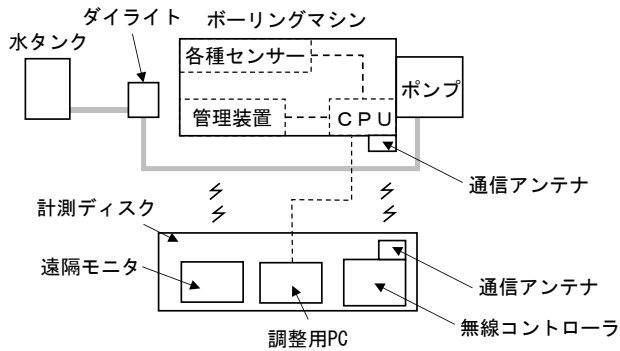 ダイライト
ボーリングマシン
水タンク
各種センサー
ポンプ
管理装置
ＣＰＵ
通信アンテナ
計測ディスク
遠隔モニタ
通信アンテナ
無線コントローラ
調整用PC